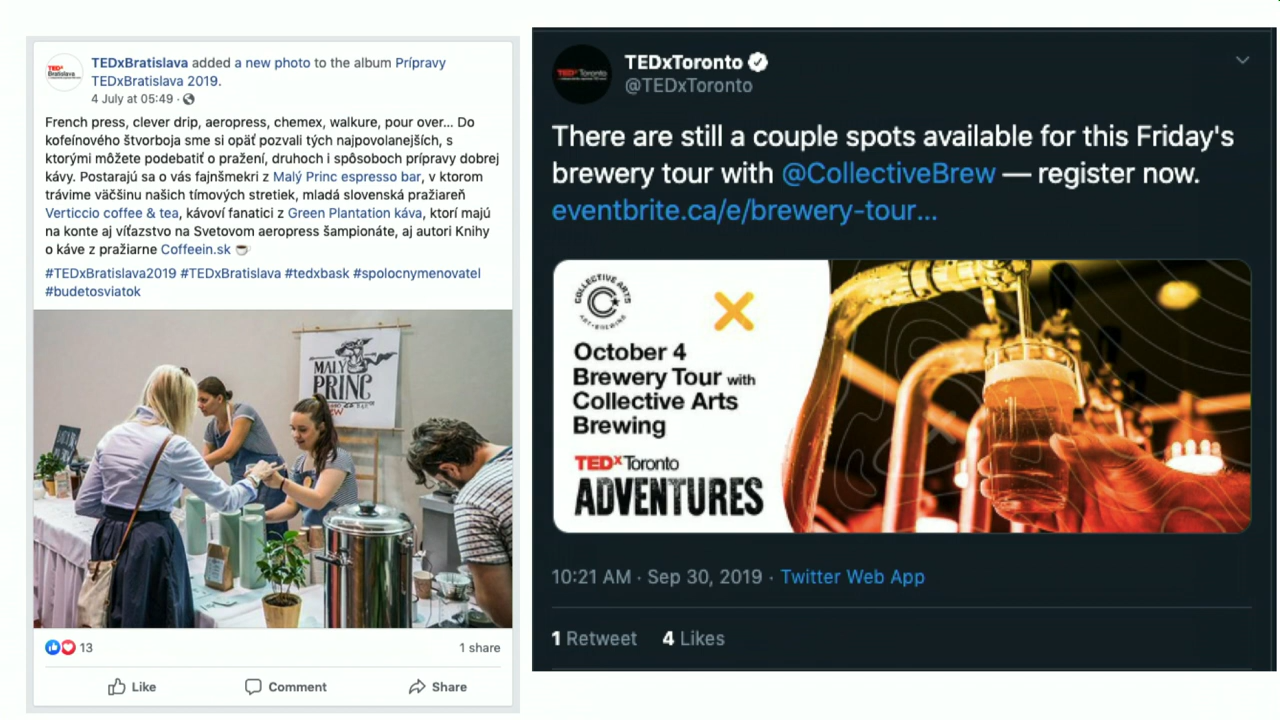 TEDxBratislava added a new photo to the album Prípravy
TEDxBratislava 2019.
4 July at 05:49 ·
French press, clever drip, aeropress, chemex, walkure, pour over... Do
kofeínového štvorboja sme si opäť pozvali tých najpovolanejších, s
ktorými môžete podebatiť o pražení, druhoch i spôsoboch prípravy dobrej
kávy. Postarajú sa o vás fajnšmekri z Malý Princ espresso bar, v ktorom
trávime väčšinu našich tímových stretiek, mladá slovenská pražiareň
Verticcio coffee & tea, kávoví fanatici z Green Plantation káva, ktorí majú
na konte aj víťazstvo na Svetovom aeropress šampionáte, aj autori Knihy
o káve z pražiarne Coffeein.sk ☕
#TEDxBratislava2019 #TEDxBratislava #tedxbask #spolocnymenovatel
#budetosviatok
MALÝ
PRINC
13
1 share
Like Comment Share
TEDxToronto
@TEDxToronto
There are still a couple spots available for this Friday's
brewery tour with @CollectiveBrew — register now.
eventbrite.ca/e/brewery-tour...
COLLECTIVE ARTS
ART+BREWING
October 4
Brewery Tour with
Collective Arts
Brewing
TEDxToronto
ADVENTURES
10:21 AM · Sep 30, 2019 · Twitter Web App
1 Retweet 4 Likes